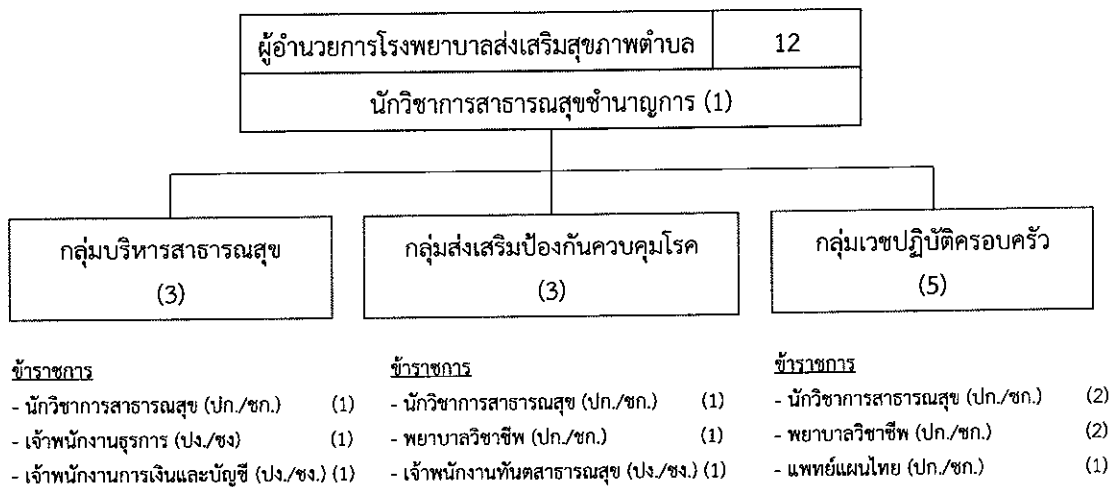 ผู้อำนวยการโรงพยาบาลส่งเสริมสุขภาพตำบล 12
นักวิชาการสาธารณสุขชำนาญการ (1)
กลุ่มบริหารสาธารณสุข
(3)
กลุ่มส่งเสริมป้องกันควบคุมโรค
(3)
กลุ่มเวชปฏิบัติครอบครัว
(5)
ข้าราชการ
- นักวิชาการสาธารณสุข (ปก./ชก.) (1)
- เจ้าพนักงานธุรการ (ปง./ชง) (1)
- เจ้าพนักงานการเงินและบัญชี (ปง./ชง.) (1)
ข้าราชการ
- นักวิชาการสาธารณสุข (ปก./ชก.) (1)
- พยาบาลวิชาชีพ (ปก./ชก.) (1)
- เจ้าพนักงานทันตสาธารณสุข (ปง./ชง.) (1)
ข้าราชการ
- นักวิชาการสาธารณสุข (ปก./ชก.) (2)
- พยาบาลวิชาชีพ (ปก./ชก.) (2)
- แพทย์แผนไทย (ปก./ชก.) (1)